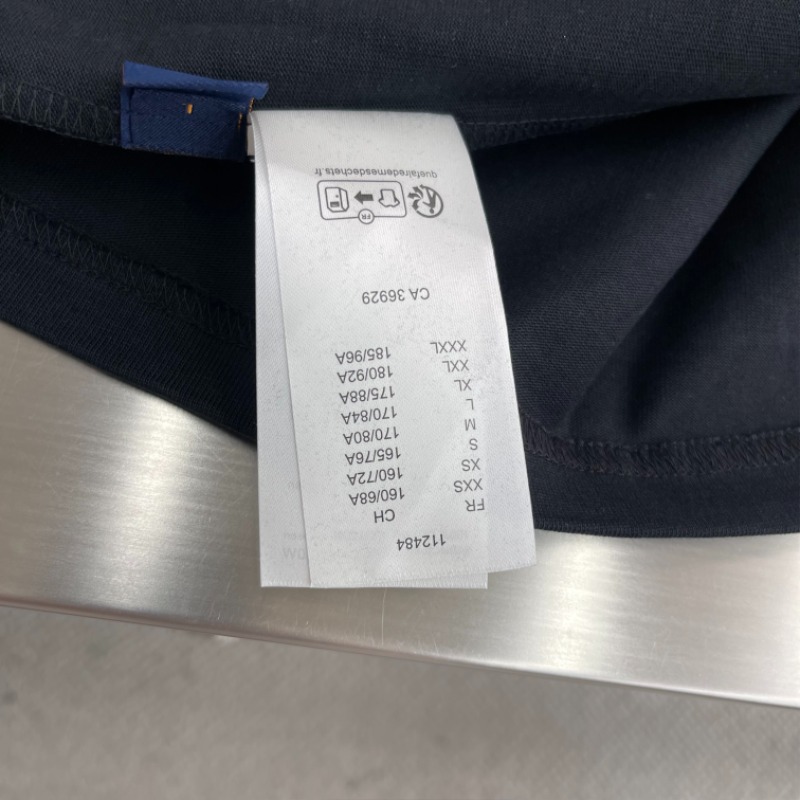 112484
FR CH
XXS 160/68A
XS 160/72A
S 165/76A
M 170/80A
L 170/84A
XL 175/88A
XXL 180/92A
XXXL 185/96A
CA 36929
FR
quefairedemesdechets.fr